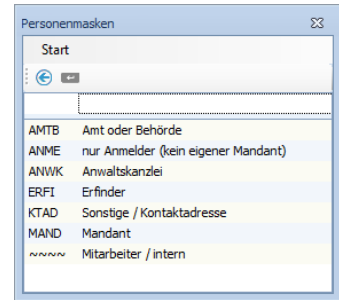 Personenmasken
Start
AMTB Amt oder Behörde
ANME nur Anmelder (kein eigener Mandant)
ANWK Anwaltskanzlei
ERFI Erfinder
KTAD Sonstige / Kontaktadresse
MAND Mandant
~~~~ Mitarbeiter / intern